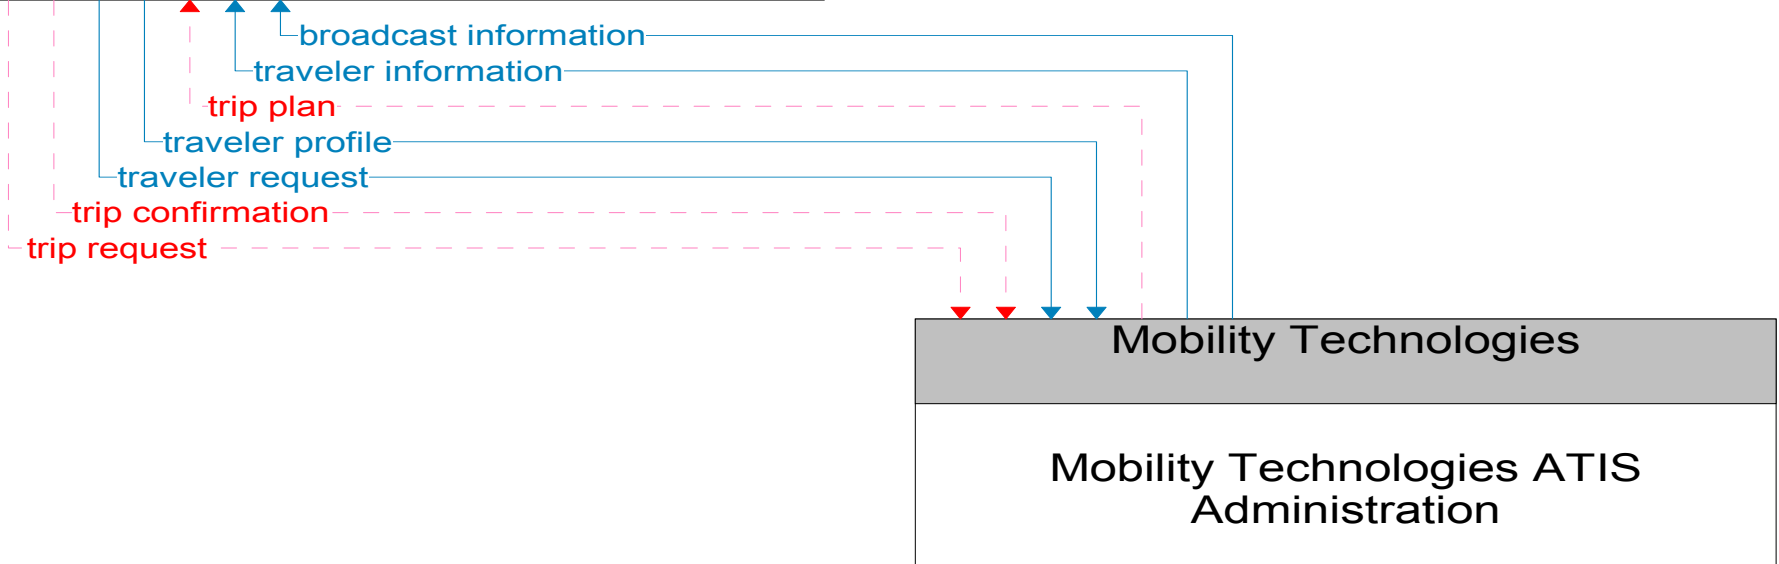 broadcast information
traveler information
trip plan
traveler profile
traveler request
trip confirmation
trip request
Mobility Technologies
Mobility Technologies ATIS
Administration